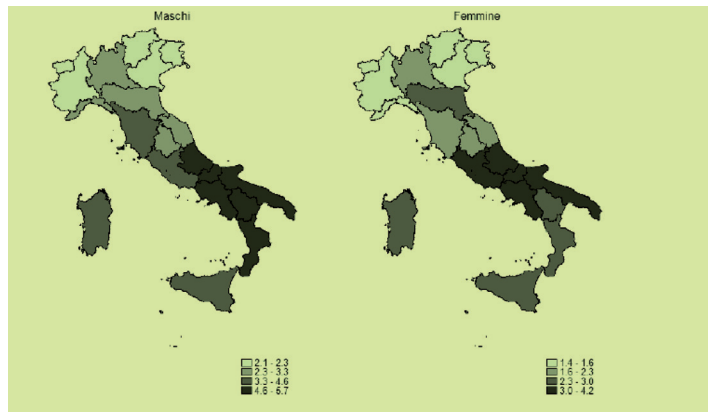 Maschi
Femmine
2.1 - 2.3
2.3 - 3.3
3.3 - 4.6
4.6 - 5.7
1.4 - 1.6
1.6 - 2.3
2.3 - 3.0
3.0 - 4.2